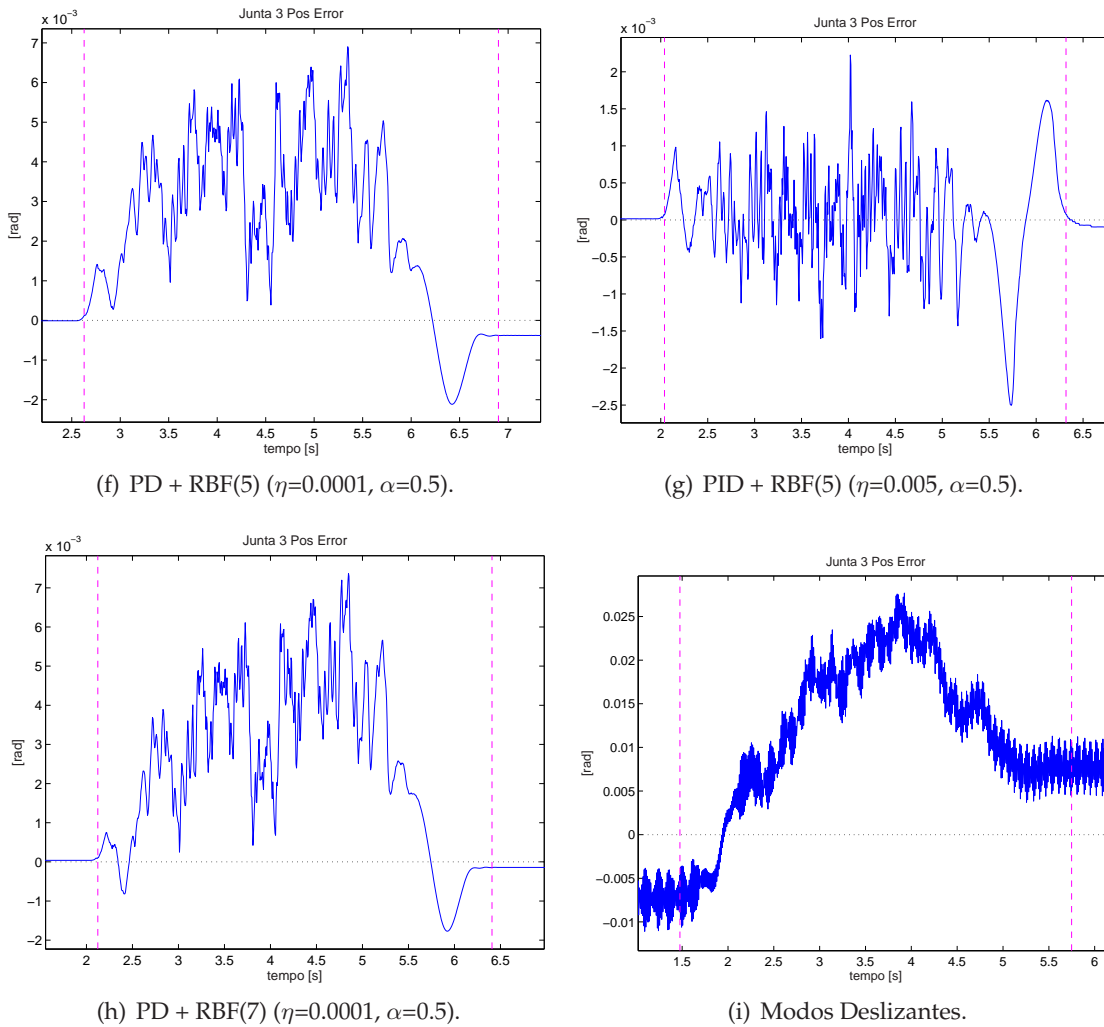 x 10⁻³
Junta 3 Pos Error
7
6
5
4
3
2
1
0
−1
−2
[rad]
2.5 3 3.5 4 4.5 5 5.5 6 6.5 7
tempo [s]
(f) PD + RBF(5) (η=0.0001, α=0.5).
x 10⁻³
Junta 3 Pos Error
2
1.5
1
0.5
0
−0.5
−1
−1.5
−2
−2.5
[rad]
2 2.5 3 3.5 4 4.5 5 5.5 6 6.5
tempo [s]
(g) PID + RBF(5) (η=0.005, α=0.5).
x 10⁻³
Junta 3 Pos Error
7
6
5
4
3
2
1
0
−1
−2
[rad]
2 2.5 3 3.5 4 4.5 5 5.5 6 6.5
tempo [s]
(h) PD + RBF(7) (η=0.0001, α=0.5).
Junta 3 Pos Error
0.025
0.02
0.015
0.01
0.005
0
−0.005
−0.01
[rad]
1.5 2 2.5 3 3.5 4 4.5 5 5.5 6
tempo [s]
(i) Modos Deslizantes.